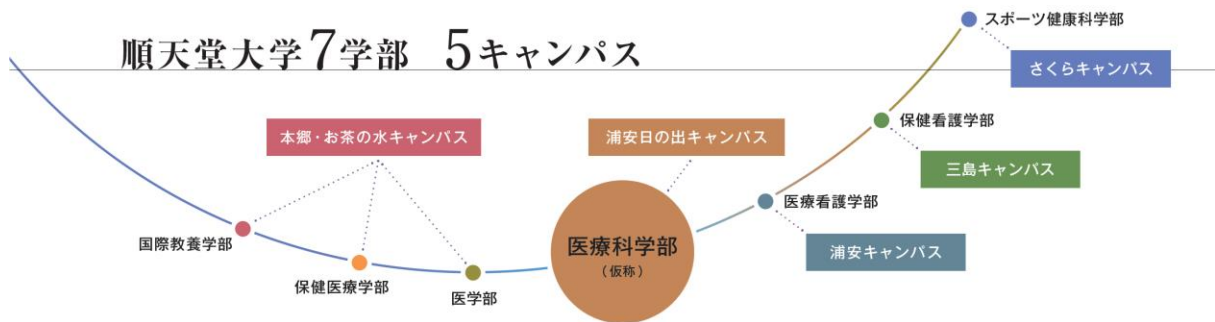 順天堂大学7学部 5キャンパス
スポーツ健康科学部
さくらキャンパス
保健看護学部
三島キャンパス
本郷・お茶の水キャンパス
浦安日の出キャンパス
医療看護学部
浦安キャンパス
国際教養学部
保健医療学部
医学部
医療科学部
（仮称）